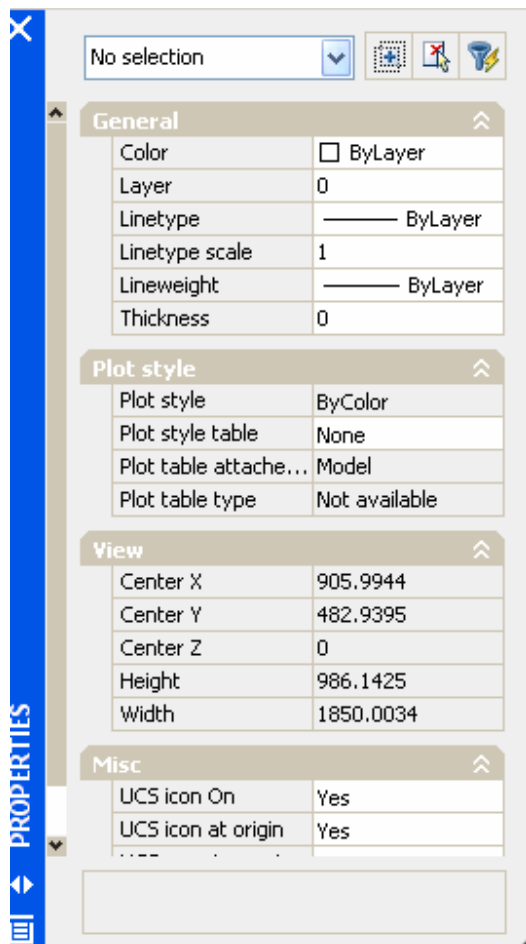 No selection
General
Color ByLayer
Layer 0
Linetype ByLayer
Linetype scale 1
Lineweight ByLayer
Thickness 0
Plot style
Plot style ByColor
Plot style table None
Plot table attache... Model
Plot table type Not available
View
Center X 905.9944
Center Y 482.9395
Center Z 0
Height 986.1425
Width 1850.0034
Misc
UCS icon On Yes
UCS icon at origin Yes
PROPERTIES